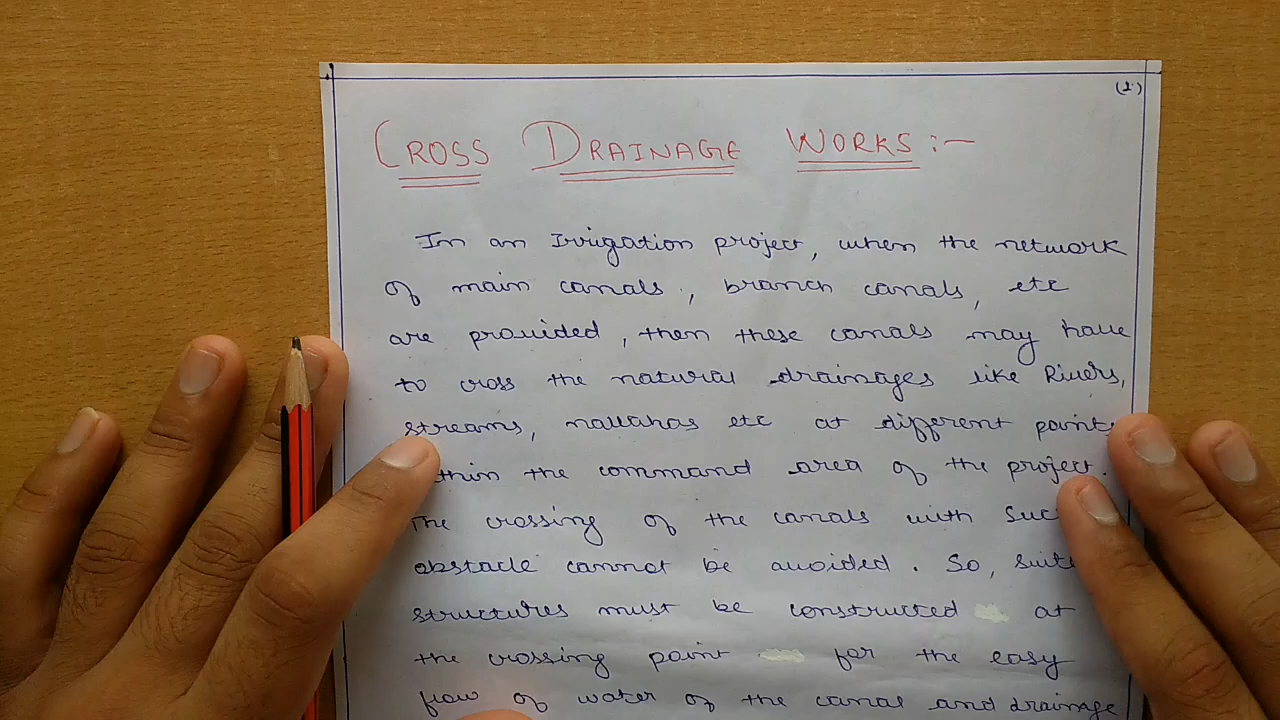 (1)
CROSS DRAINAGE WORKS :-
In an Irrigation project, when the network
of main canals, branch canals, etc
are provided, then these canals may have
to cross the natural drainages like Rivers,
streams, nallahas etc at different points
thin the command area of the project.
The crossing of the canals with suc
obstacle cannot be avoided. So, suit
structures must be constructed at
the crossing point for the easy
flow of water of the canal and drainage